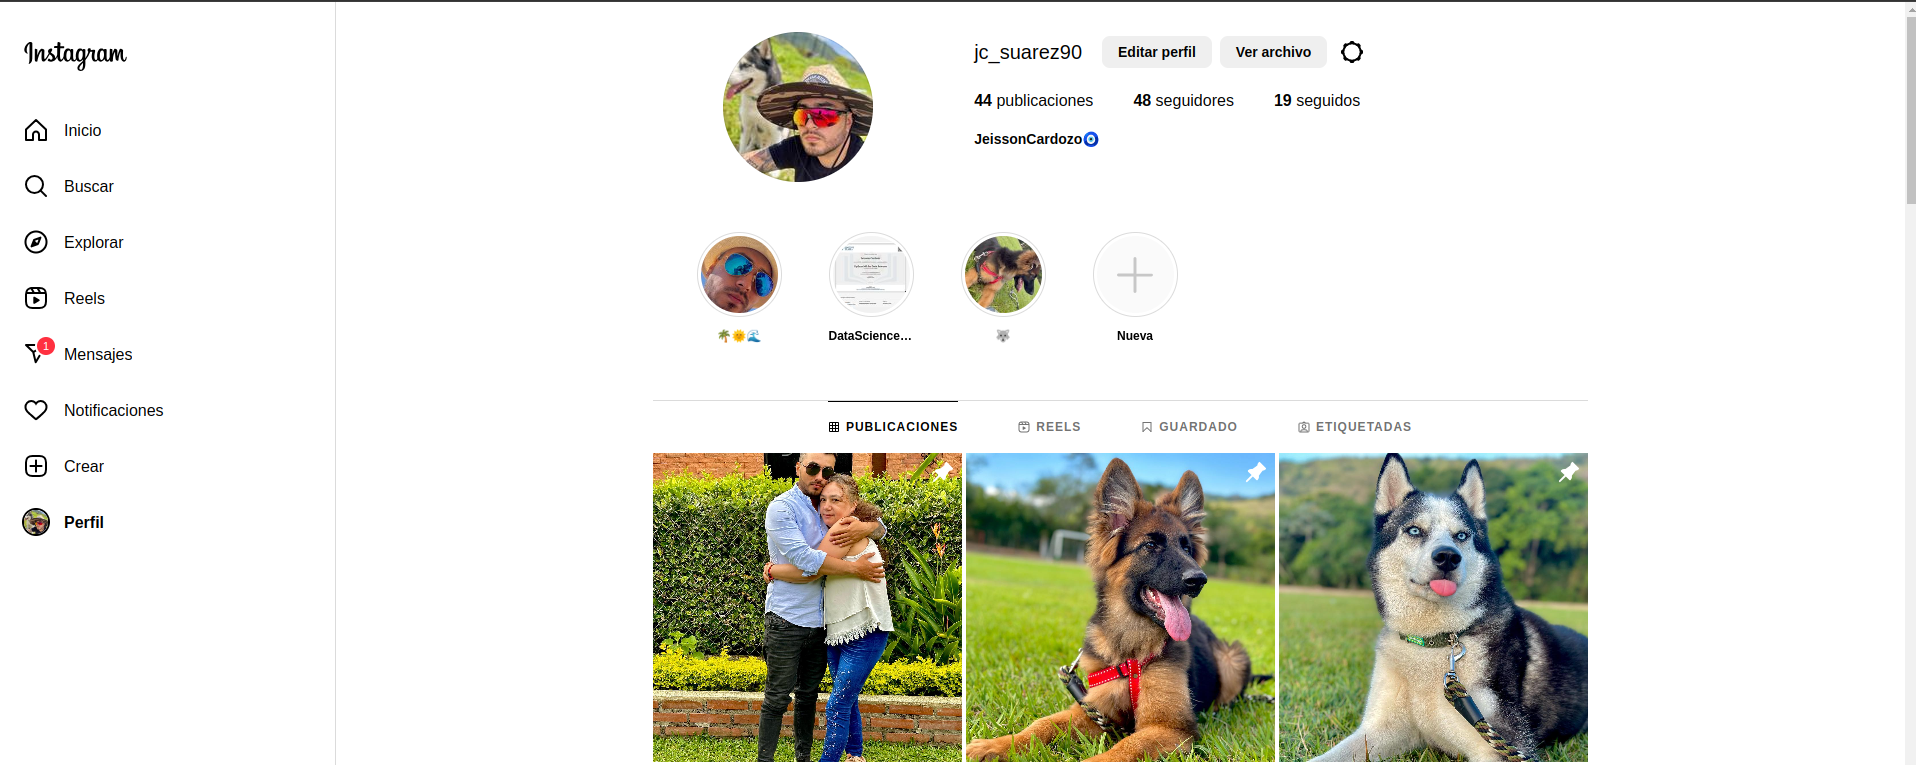 Instagram
Inicio
Buscar
Explorar
Reels
1
Mensajes
Notificaciones
Crear
Perfil
jc_suarez90 Editar perfil Ver archivo
44 publicaciones 48 seguidores 19 seguidos
JeissonCardozo🧿
🌴🌞🌊 DataScience... 🐺 Nueva
PUBLICACIONES REELS GUARDADO ETIQUETADAS